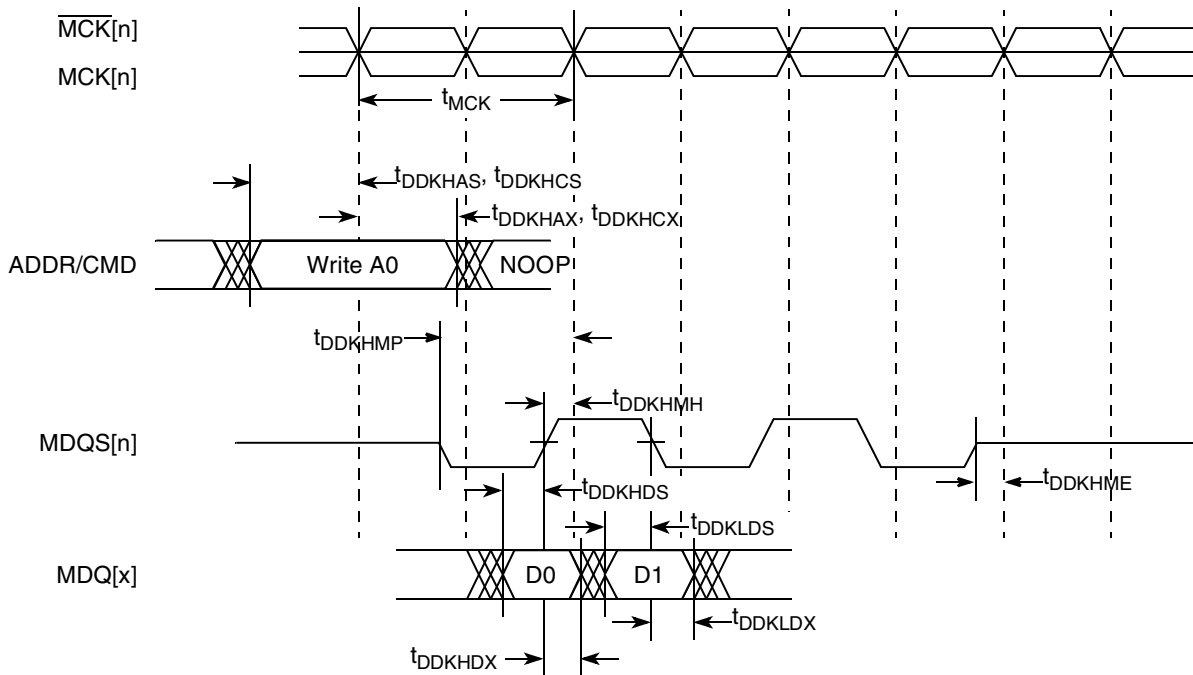 MCK[n]
MCK[n]
tMCK
tDDKHAS, tDDKHCS
tDDKHAX, tDDKHCX
ADDR/CMD
Write A0
NOOP
tDDKHMP
tDDKHMH
MDQS[n]
tDDKHDS
tDDKHME
tDDKLDS
MDQ[x]
D0
D1
tDDKLDX
tDDKHDX